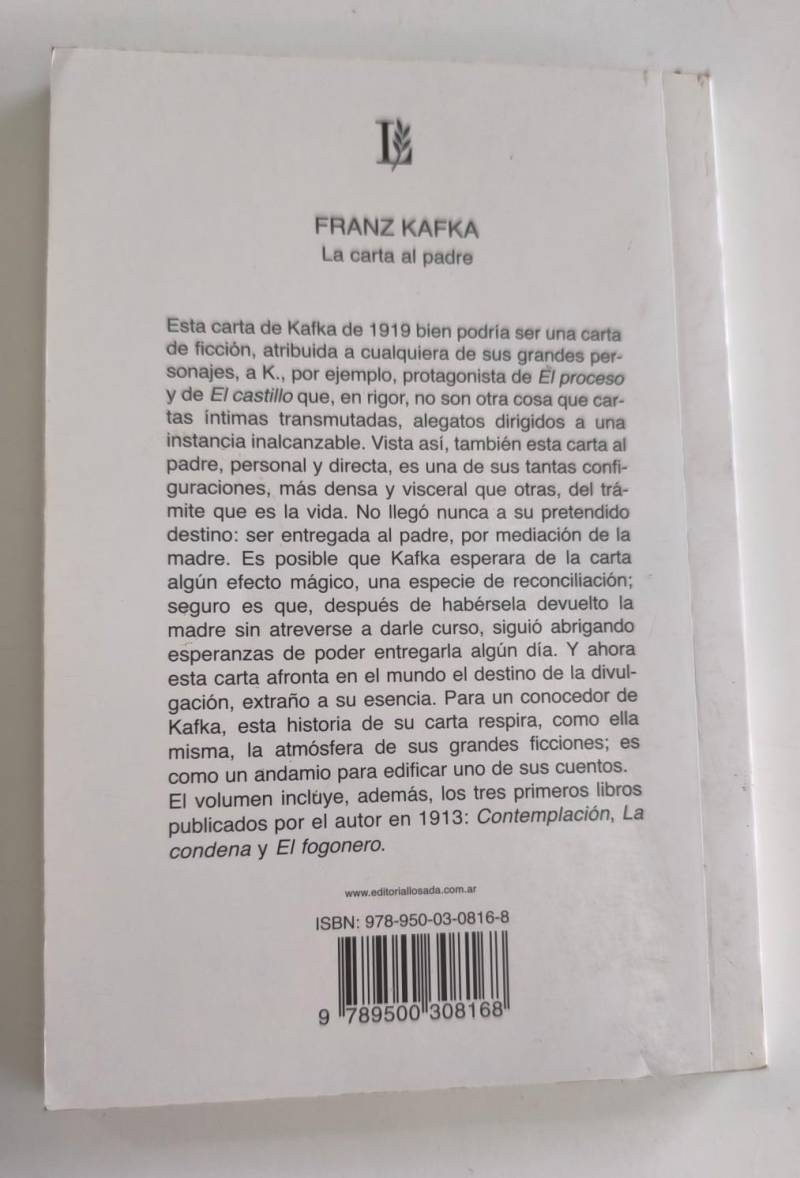 L
FRANZ KAFKA
La carta al padre
Esta carta de Kafka de 1919 bien podría ser una carta
de ficción, atribuida a cualquiera de sus grandes per-
sonajes, a K., por ejemplo, protagonista de El proceso
y de El castillo que, en rigor, no son otra cosa que car-
tas íntimas transmutadas, alegatos dirigidos a una
instancia inalcanzable. Vista así, también esta carta al
padre, personal y directa, es una de sus tantas confi-
guraciones, más densa y visceral que otras, del trá-
mite que es la vida. No llegó nunca a su pretendido
destino: ser entregada al padre, por mediación de la
madre. Es posible que Kafka esperara de la carta
algún efecto mágico, una especie de reconciliación;
seguro es que, después de habérsela devuelto la
madre sin atreverse a darle curso, siguió abrigando
esperanzas de poder entregarla algún día. Y ahora
esta carta afronta en el mundo el destino de la divul-
gación, extraño a su esencia. Para un conocedor de
Kafka, esta historia de su carta respira, como ella
misma, la atmósfera de sus grandes ficciones; es
como un andamio para edificar uno de sus cuentos.
El volumen incluye, además, los tres primeros libros
publicados por el autor en 1913: Contemplación, La
condena y El fogonero.
www.editoriallosada.com.ar
ISBN: 978-950-03-0816-8
9 789500 308168